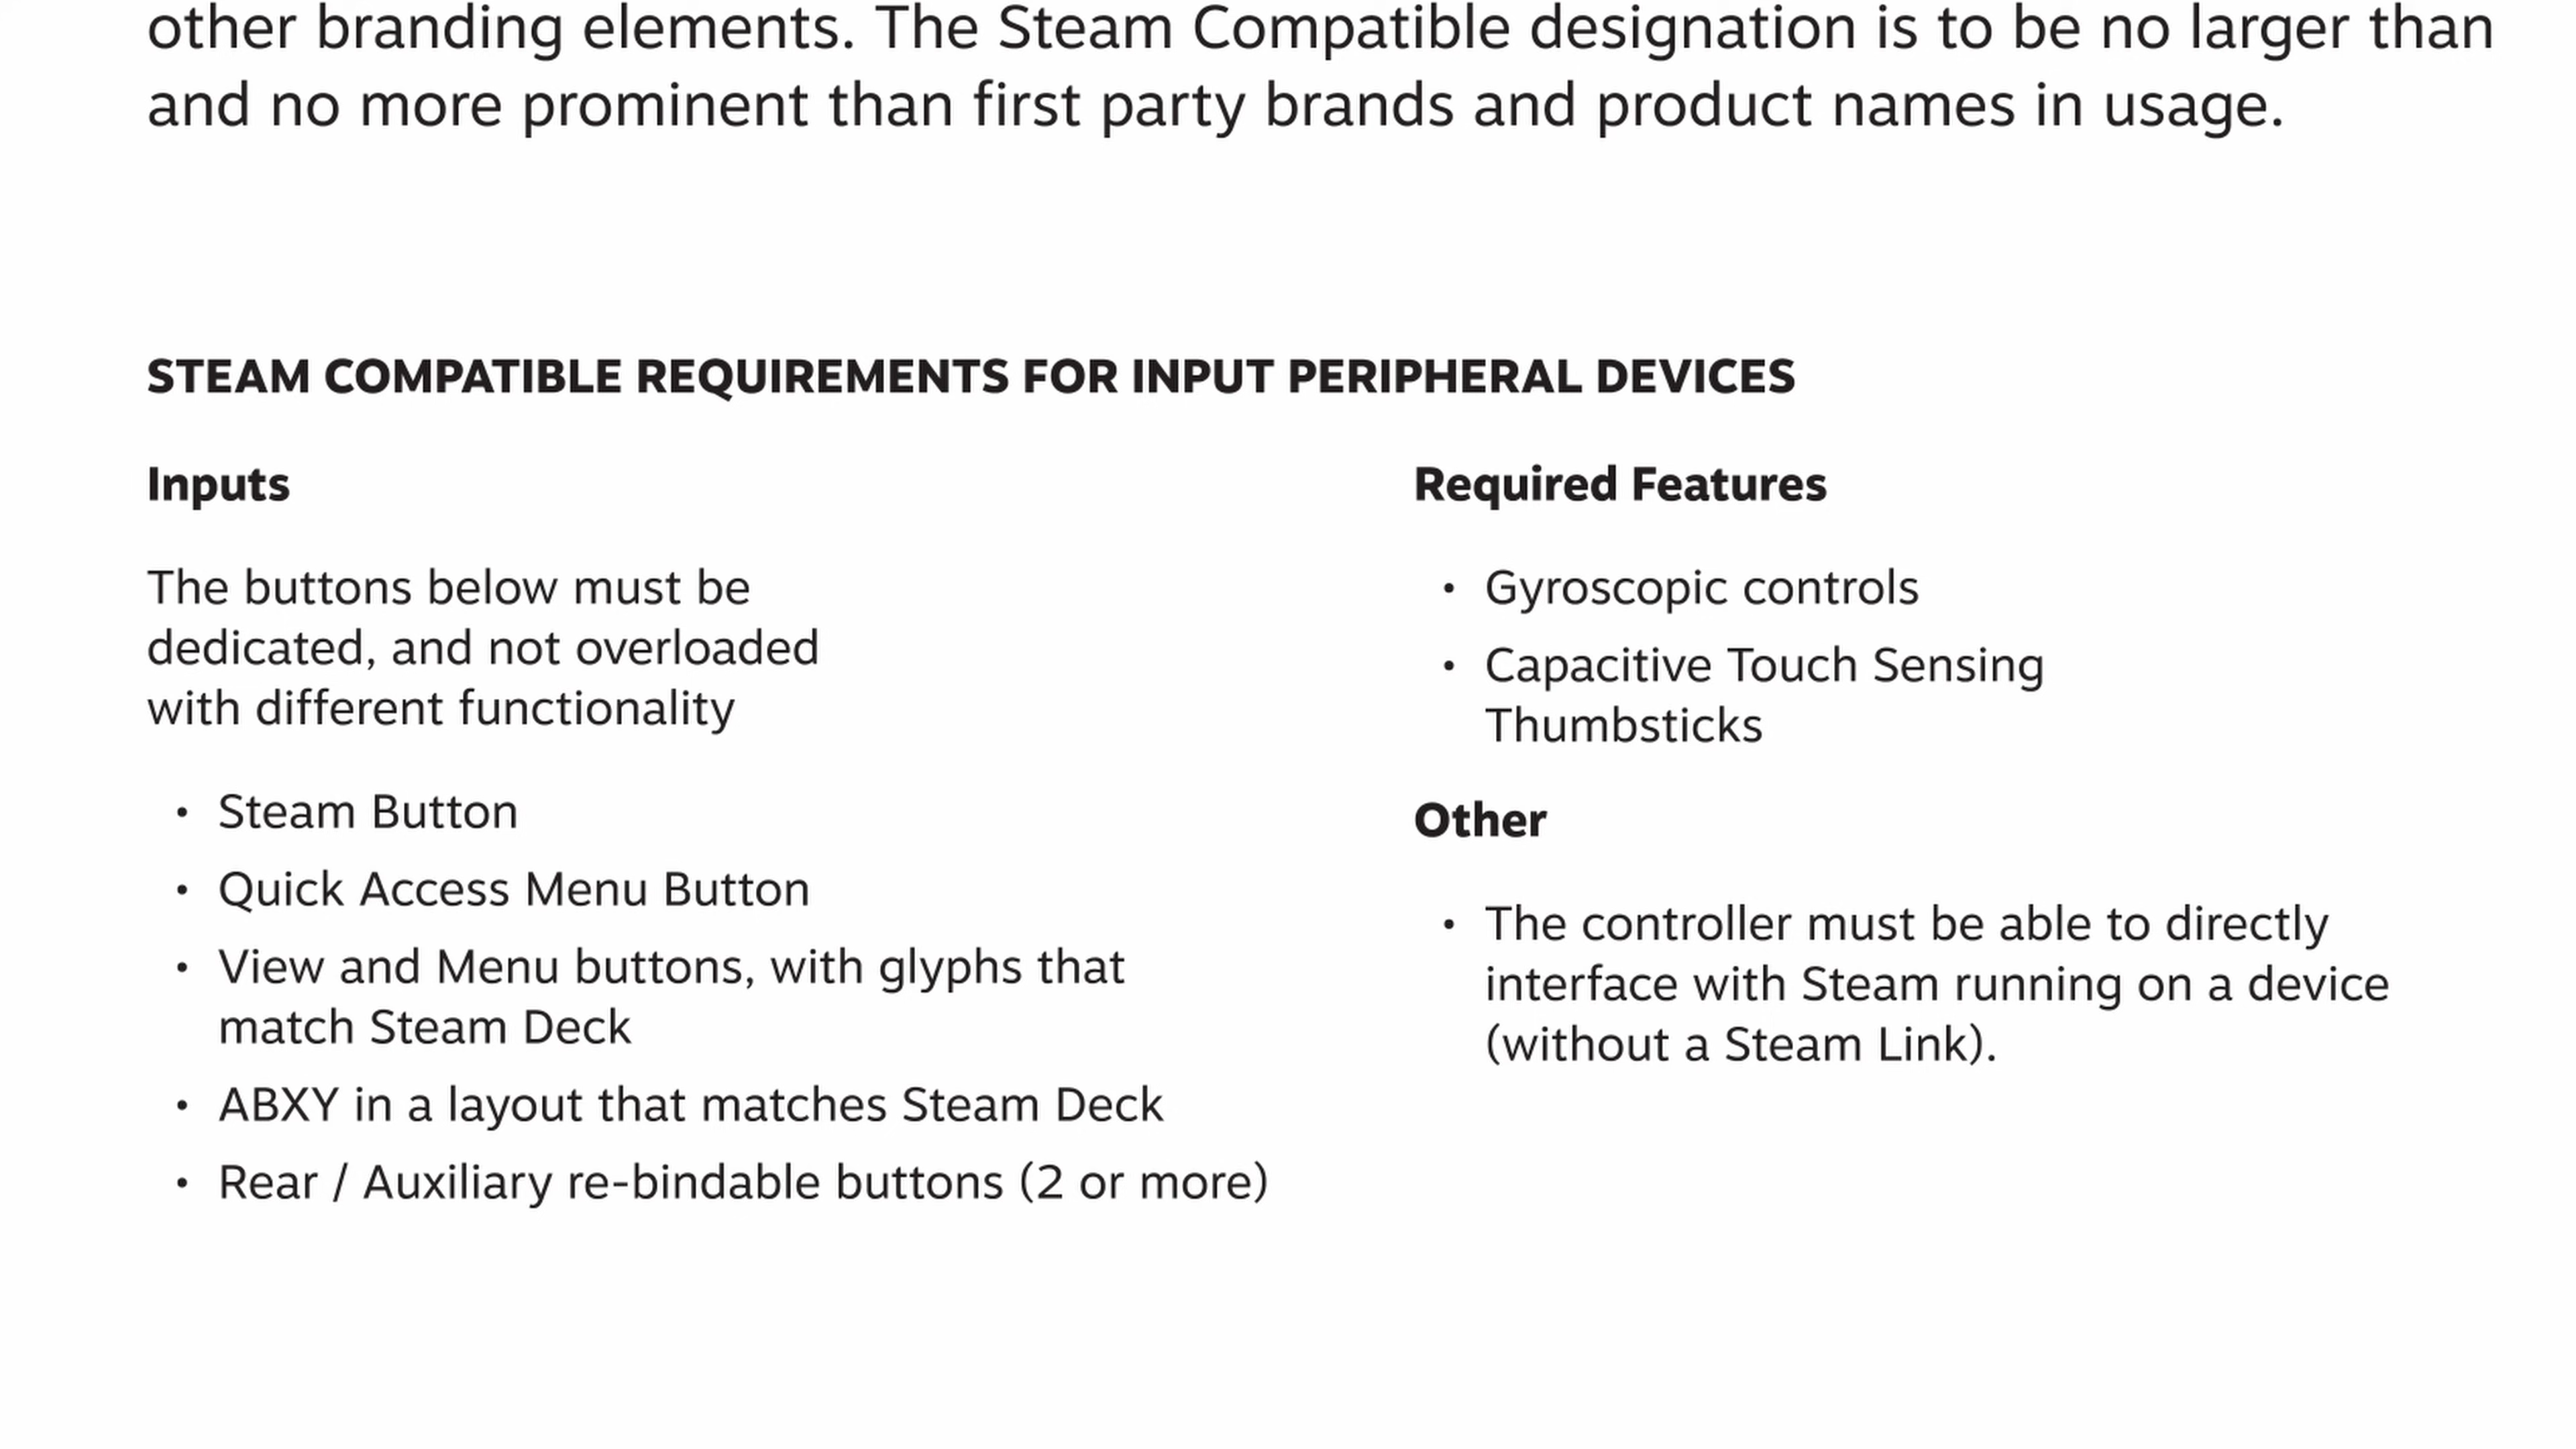 other branding elements. The Steam Compatible designation is to be no larger than
and no more prominent than first party brands and product names in usage.
STEAM COMPATIBLE REQUIREMENTS FOR INPUT PERIPHERAL DEVICES
Inputs
The buttons below must be
dedicated, and not overloaded
with different functionality
• Steam Button
• Quick Access Menu Button
• View and Menu buttons, with glyphs that
match Steam Deck
• ABXY in a layout that matches Steam Deck
• Rear / Auxiliary re-bindable buttons (2 or more)
Required Features
• Gyroscopic controls
• Capacitive Touch Sensing
Thumbsticks
Other
• The controller must be able to directly
interface with Steam running on a device
(without a Steam Link).